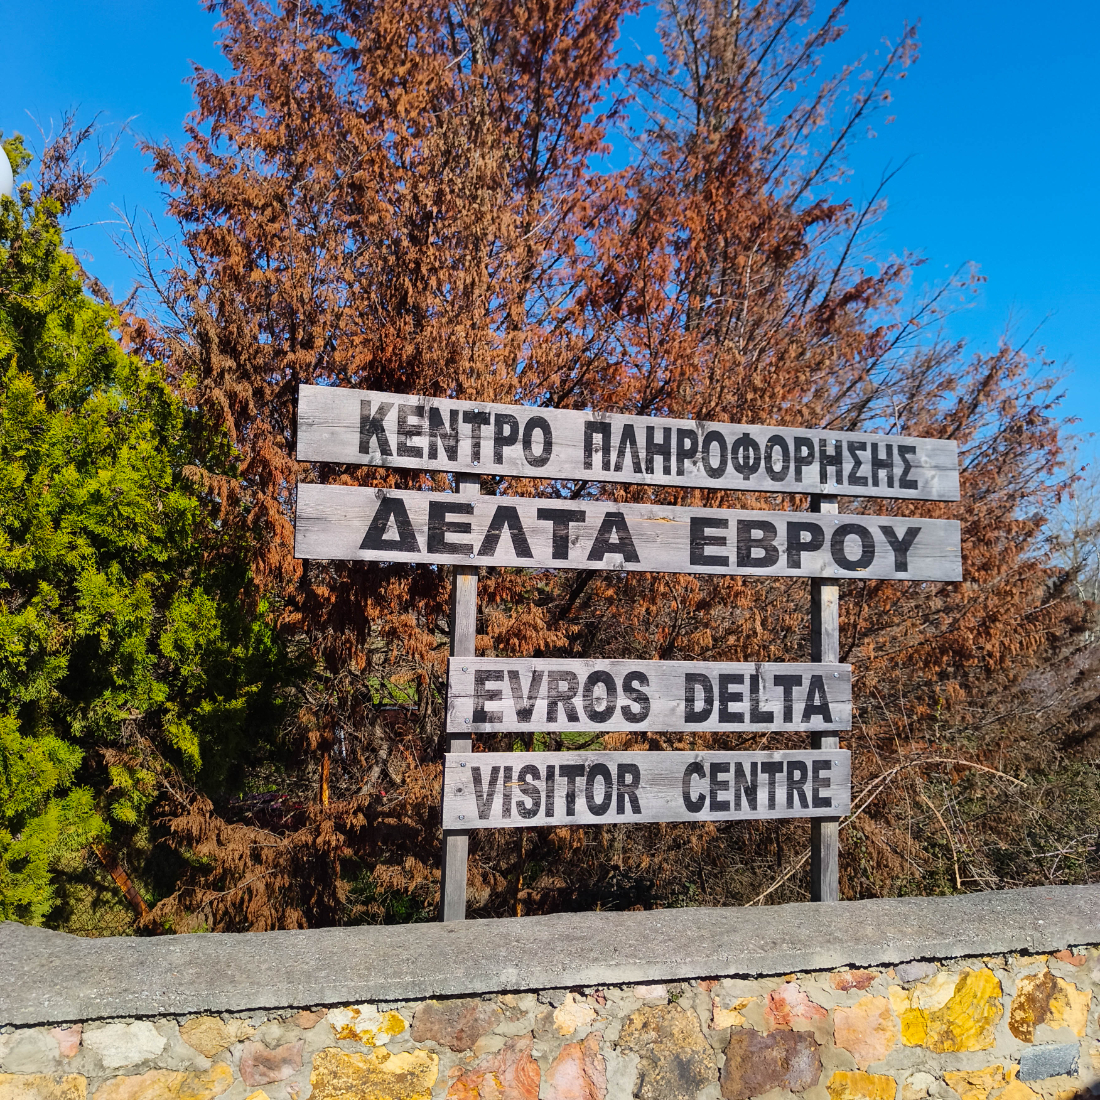 ΚΕΝΤΡΟ ΠΛΗΡΟΦΟΡΗΣΗΣ
ΔΕΛΤΑ ΕΒΡΟΥ
EVROS DELTA
VISITOR CENTRE